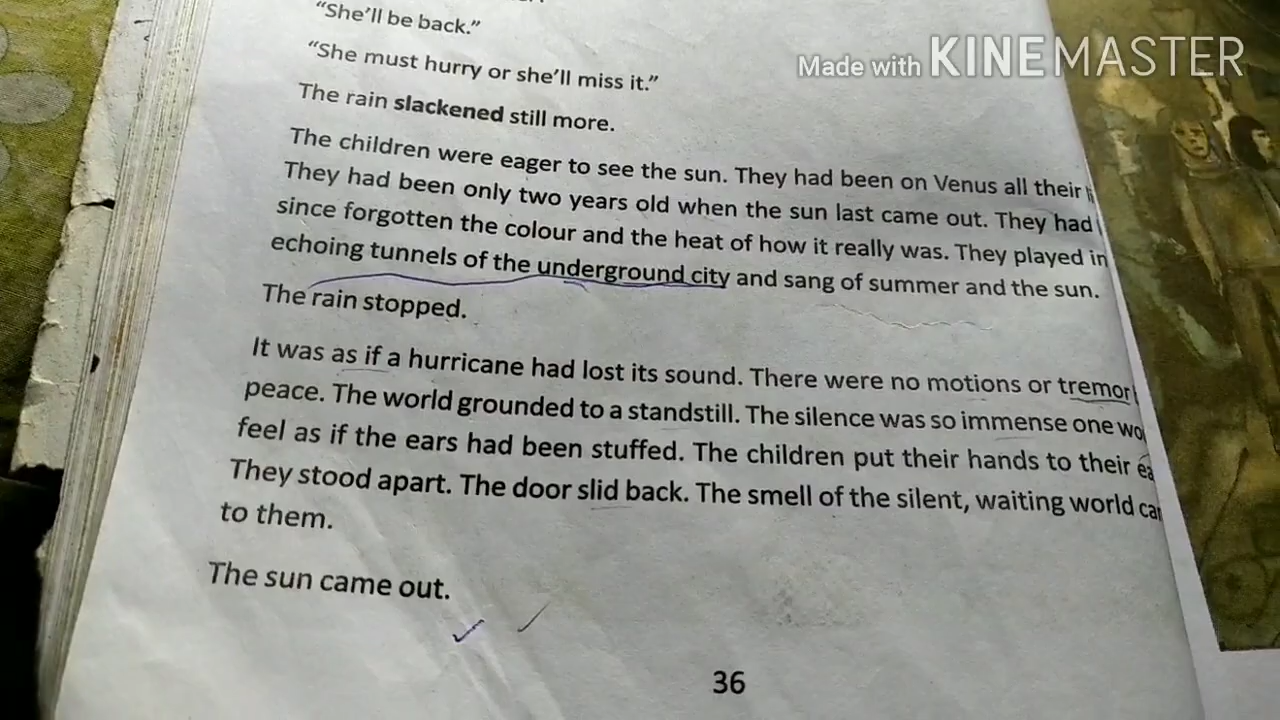 "She'll be back."
Made with KINEMASTER
"She must hurry or she'll miss it."
The rain slackened still more.
The children were eager to see the sun. They had been on Venus all their
They had been only two years old when the sun last came out. They had
since forgotten the colour and the heat of how it really was. They played in
echoing tunnels of the underground city and sang of summer and the sun.
The rain stopped.
It was as if a hurricane had lost its sound. There were no motions or tremor
peace. The world grounded to a standstill. The silence was so immense one
feel as if the ears had been stuffed. The children put their hands to their
They stood apart. The door slid back. The smell of the silent, waiting world
to them.
The sun came out.
36